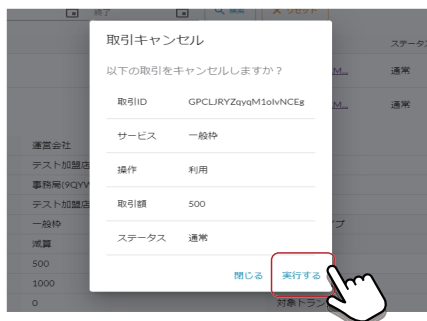 終了
検索
リセット
ステータス
取引キャンセル
以下の取引をキャンセルしますか?
M...
通常
取引ID
GPCLJRYZqyqM1oIvNCEg
M...
通常
サービス
一般枠
運営会社
テスト加盟店
操作
利用
事務局(9QYW
テスト加盟店
取引額
500
一般枠
イプ
減算
ステータス
通常
500
閉じる
実行する
1000
0
対象トラン